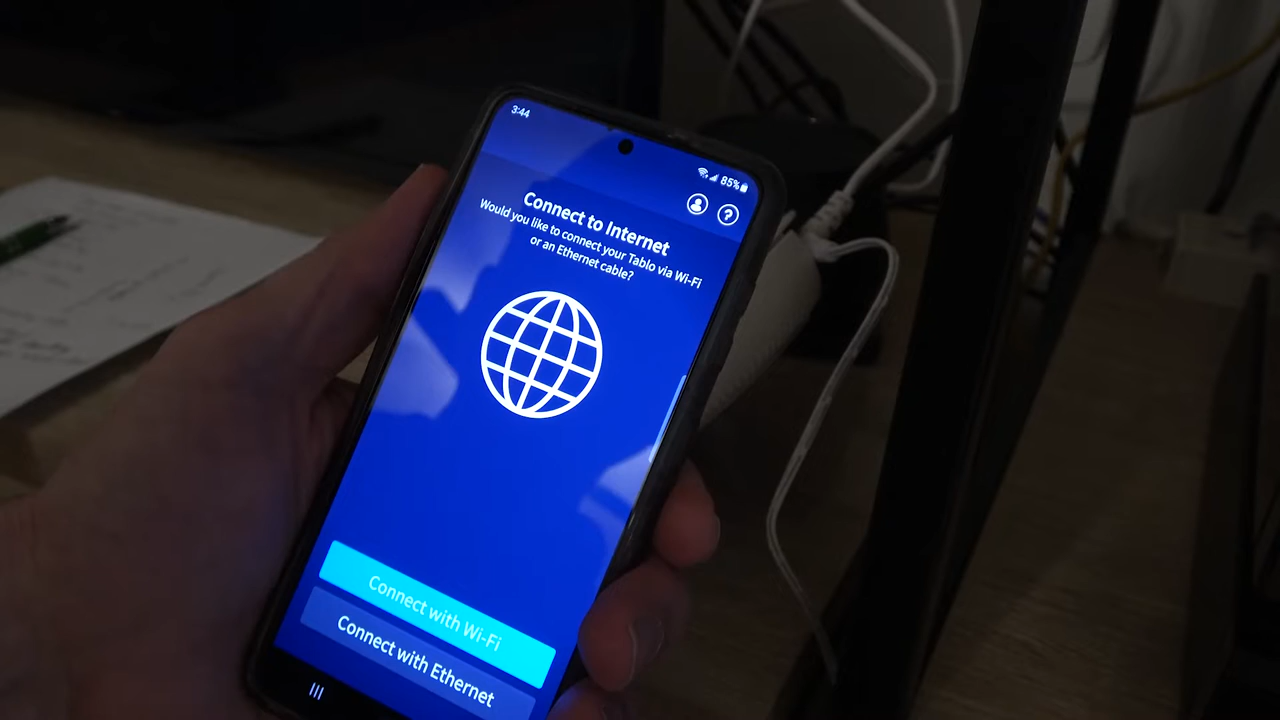 3:44
85%
Connect to Internet
Would you like to connect your Tablo via Wi-Fi
or an Ethernet cable?
Connect with Wi-Fi
Connect with Ethernet